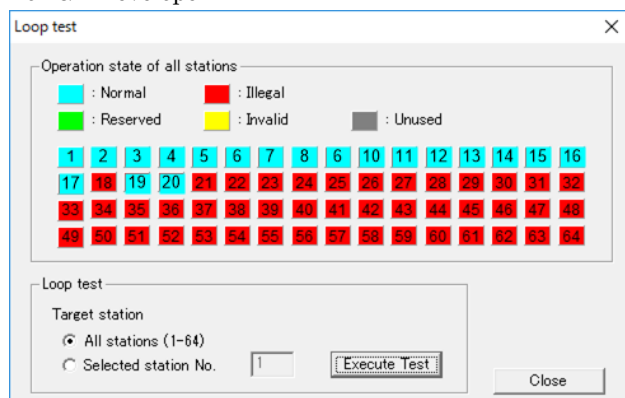 Loop test
Operation state of all stations
: Normal : Illegal
: Reserved : Invalid : Unused
1 2 3 4 5 6 7 8 6 10 11 12 13 14 15 16
17 18 19 20 21 22 23 24 25 26 27 28 29 30 31 32
33 34 35 36 37 38 39 40 41 42 43 44 45 46 47 48
49 50 51 52 53 54 55 56 57 58 59 60 61 62 63 64
Loop test
Target station
All stations (1-64)
Selected station No. 1 Execute Test
Close